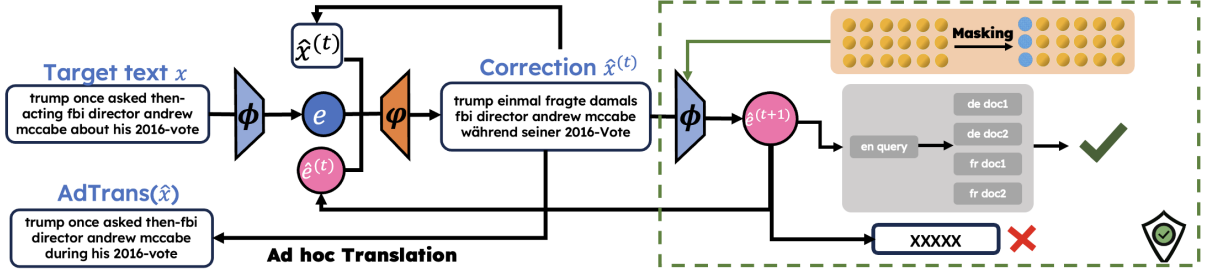 Target text x
trump once asked then-
acting fbi director andrew
mccabe about his 2016-vote
ϕ
x̂⁽ᵗ⁾
e
ê⁽ᵗ⁾
φ
Correction x̂⁽ᵗ⁾
trump einmal fragte damals
fbi director andrew mccabe
während seiner 2016-Vote
AdTrans(x̂)
trump once asked then-fbi
director andrew mccabe
during his 2016-vote
Ad hoc Translation
ϕ
ê⁽ᵗ⁺¹⁾
Masking
en query
de doc1
de doc2
fr doc1
fr doc2
XXXXX